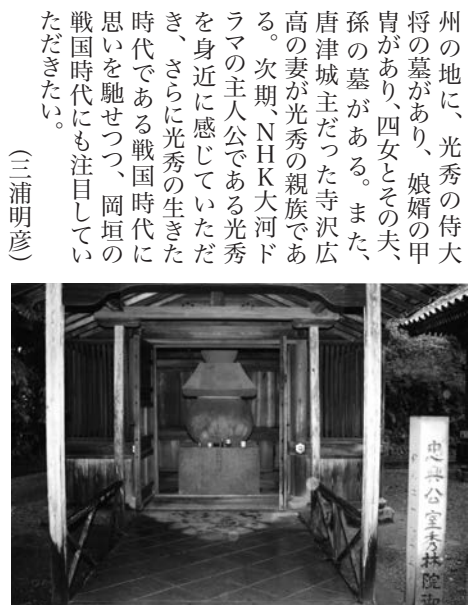 州の地に、光秀の侍大
将の墓があり、娘婿の甲
冑があり、四女とその夫、
孫の墓がある。また、
唐津城主だった寺沢広
高の妻が光秀の親族であ
る。次期、NHK大河ド
ラマの主人公である光秀
を身近に感じていただ
き、さらに光秀の生きた
時代である戦国時代に
思いを馳せつつ、岡垣の
戦国時代にも注目してい
ただきたい。
（三浦明彦）
忠興公室秀林院御